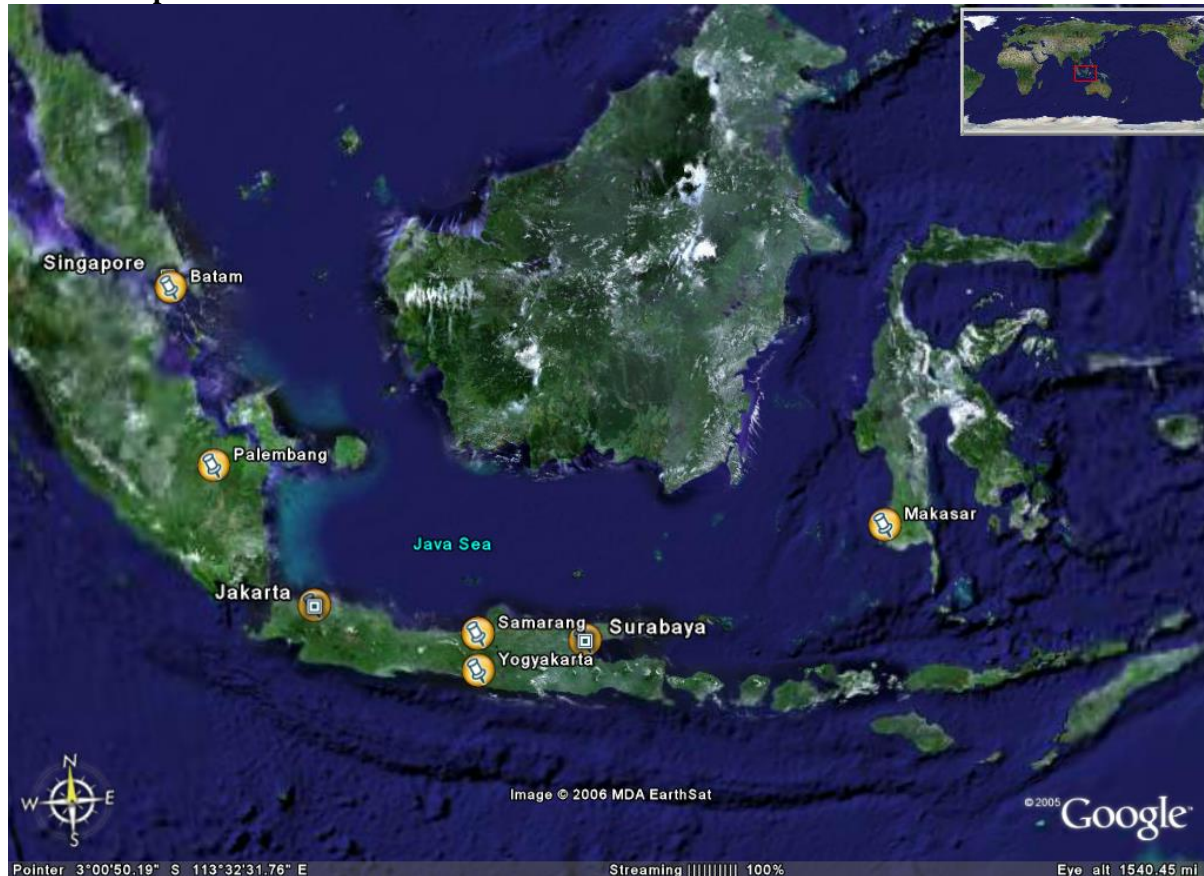 Singapore
Batam
Palembang
Makasar
Java Sea
Jakarta
Samarang
Surabaya
Yogyakarta
N
W E
S
Image © 2006 MDA EarthSat
© 2005 Google™
Pointer 3°00'50.19" S 113°32'31.76" E Streaming |||||||||| 100% Eye alt 1540.45 mi